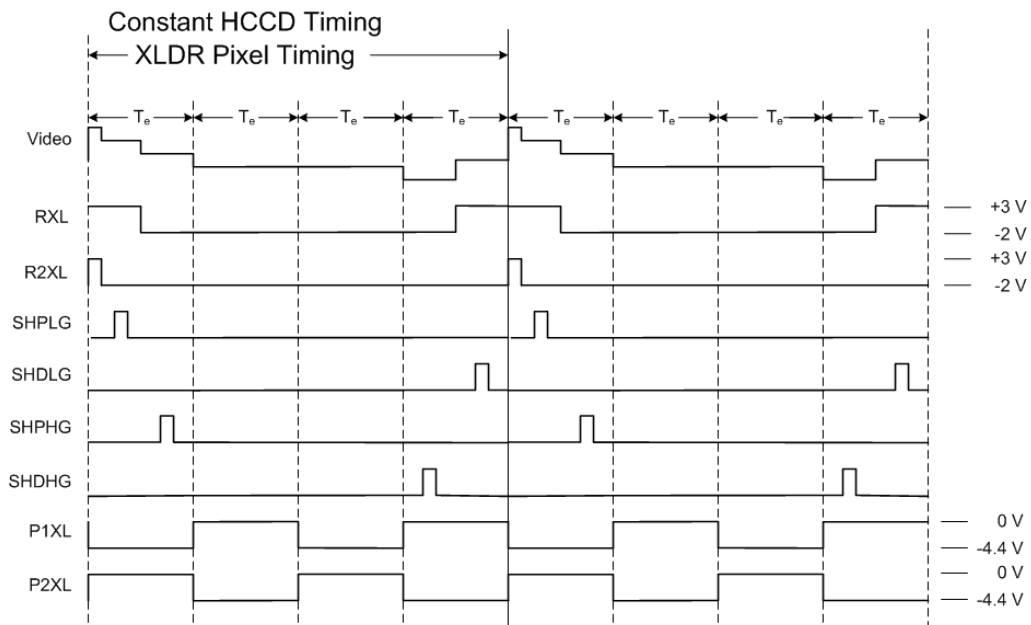 Constant HCCD Timing
XLDR Pixel Timing
Te Te Te Te Te Te Te Te
Video
RXL
+3 V
-2 V
R2XL
+3 V
-2 V
SHPLG
SHDLG
SHPHG
SHDHG
P1XL
0 V
-4.4 V
P2XL
0 V
-4.4 V